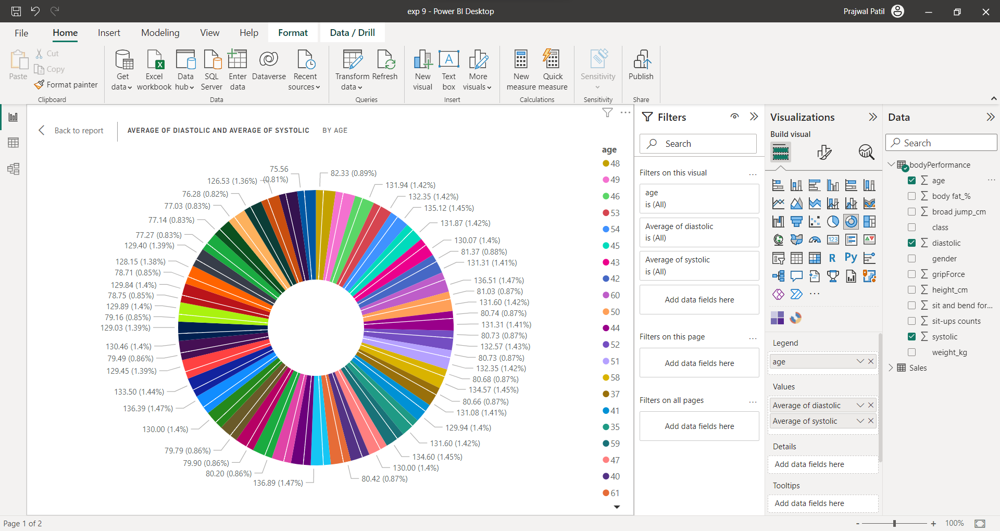 exp 9 - Power BI Desktop
Prajwal Patil
File Home Insert Modeling View Help Format Data / Drill
Paste
Cut
Copy
Format painter
Clipboard
Get data
Excel workbook
Data hub
SQL Server
Enter data
Dataverse
Recent sources
Data
Transform data
Refresh
Queries
New visual
Text box
More visuals
Insert
New measure
Quick measure
Calculations
Sensitivity
Sensitivity
Publish
Share
Back to report
AVERAGE OF DIASTOLIC AND AVERAGE OF SYSTOLIC BY AGE
82.33 (0.89%)
131.94 (1.42%)
132.35 (1.42%)
135.12 (1.45%)
131.87 (1.42%)
130.07 (1.4%)
81.37 (0.88%)
131.31 (1.41%)
136.51 (1.47%)
81.03 (0.87%)
131.60 (1.42%)
80.74 (0.87%)
131.31 (1.41%)
80.73 (0.87%)
132.57 (1.43%)
80.73 (0.87%)
132.35 (1.42%)
80.68 (0.87%)
134.57 (1.45%)
80.66 (0.87%)
131.08 (1.41%)
129.94 (1.4%)
131.60 (1.42%)
134.60 (1.45%)
130.00 (1.4%)
80.42 (0.87%)
136.89 (1.47%)
80.20 (0.86%)
79.90 (0.86%)
79.79 (0.86%)
130.00 (1.4%)
136.39 (1.47%)
133.50 (1.44%)
129.45 (1.39%)
79.49 (0.86%)
130.46 (1.4%)
129.03 (1.39%)
79.16 (0.85%)
129.89 (1.4%)
78.75 (0.85%)
129.84 (1.4%)
78.71 (0.85%)
128.15 (1.38%)
129.40 (1.39%)
77.27 (0.83%)
77.14 (0.83%)
77.03 (0.83%)
76.28 (0.82%)
126.53 (1.36%)
75.56
(0.81%)
age
48
49
46
53
54
45
43
42
60
50
44
52
51
58
37
41
35
59
47
40
61
Filters
Search
Filters on this visual
age
is (All)
Average of diastolic
is (All)
Average of systolic
is (All)
Add data fields here
Filters on this page
Add data fields here
Filters on all pages
Add data fields here
Visualizations
Build visual
123
R
Py
Legend
age
Values
Average of diastolic
Average of systolic
Details
Add data fields here
Tooltips
Add data fields here
Data
Search
bodyPerformance
age
body fat_%
broad jump_cm
class
diastolic
gender
gripForce
height_cm
sit and bend for...
sit-ups counts
systolic
weight_kg
Sales
Page 1 of 2
- + 100%